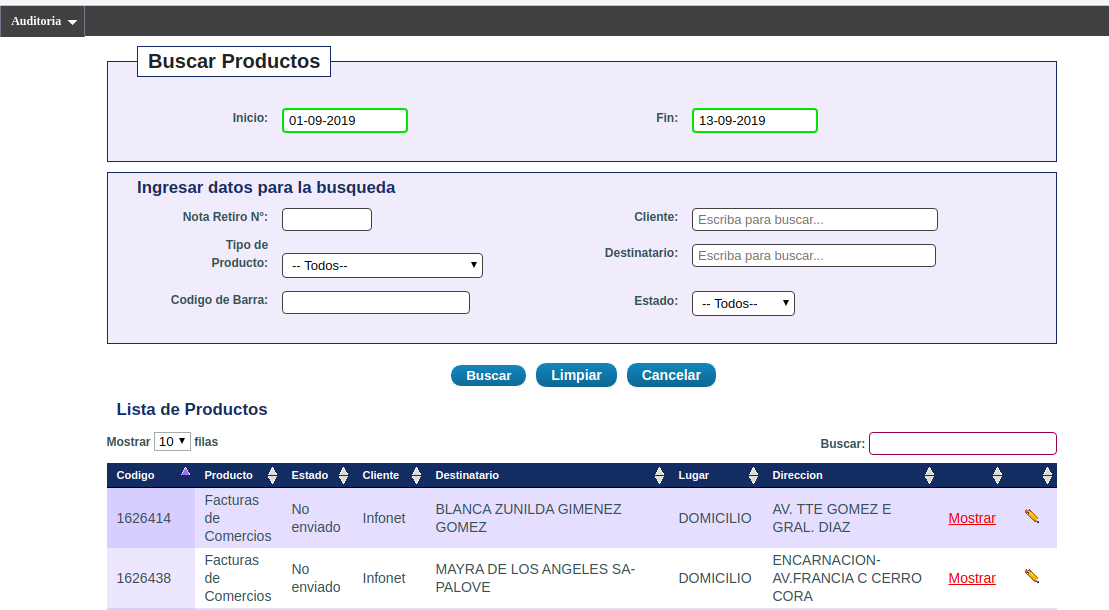 Auditoria
Buscar Productos
Inicio: 01-09-2019 Fin: 13-09-2019
Ingresar datos para la busqueda
Nota Retiro N°: Cliente: Escriba para buscar...
Tipo de
Producto: -- Todos-- Destinatario: Escriba para buscar...
Codigo de Barra: Estado: -- Todos--
Buscar Limpiar Cancelar
Lista de Productos
Mostrar 10 filas Buscar:
Codigo Producto Estado Cliente Destinatario Lugar Direccion
1626414 Facturas de Comercios No enviado Infonet BLANCA ZUNILDA GIMENEZ GOMEZ DOMICILIO AV. TTE GOMEZ E GRAL. DIAZ Mostrar
1626438 Facturas de Comercios No enviado Infonet MAYRA DE LOS ANGELES SA-PALOVE DOMICILIO ENCARNACION-AV.FRANCIA C CERRO CORA Mostrar